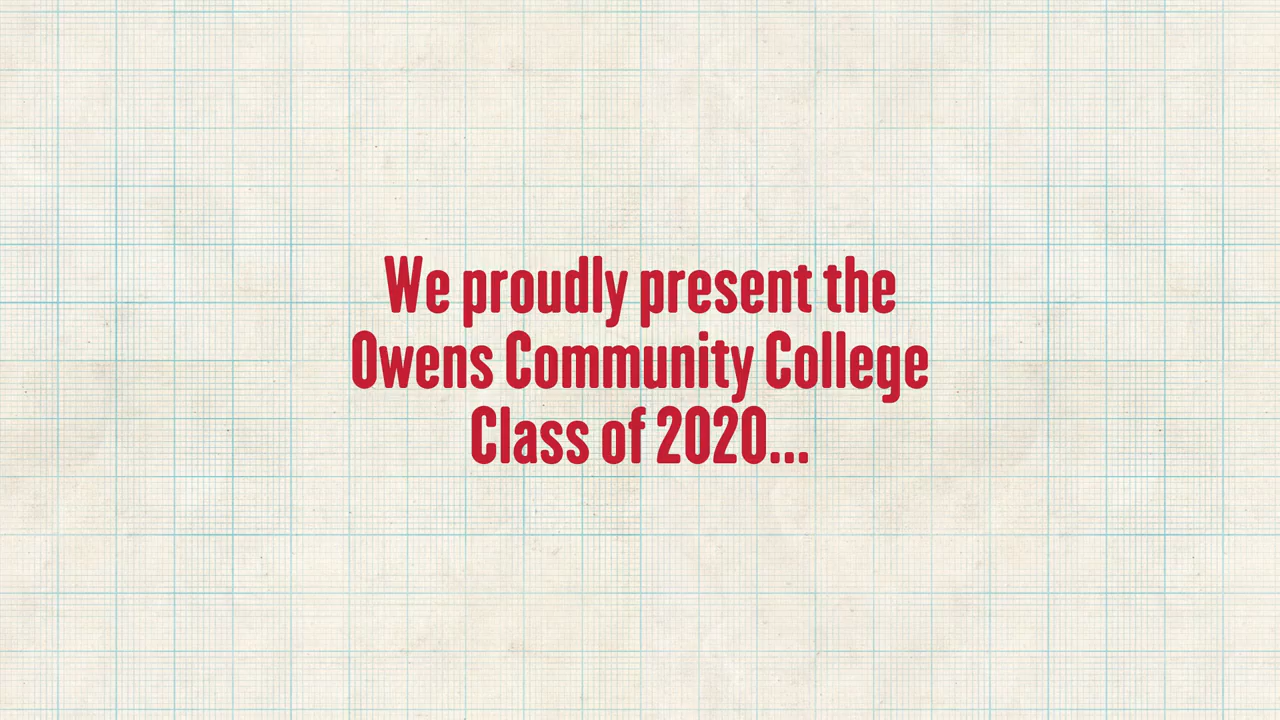 We proudly present the
Owens Community College
Class of 2020...